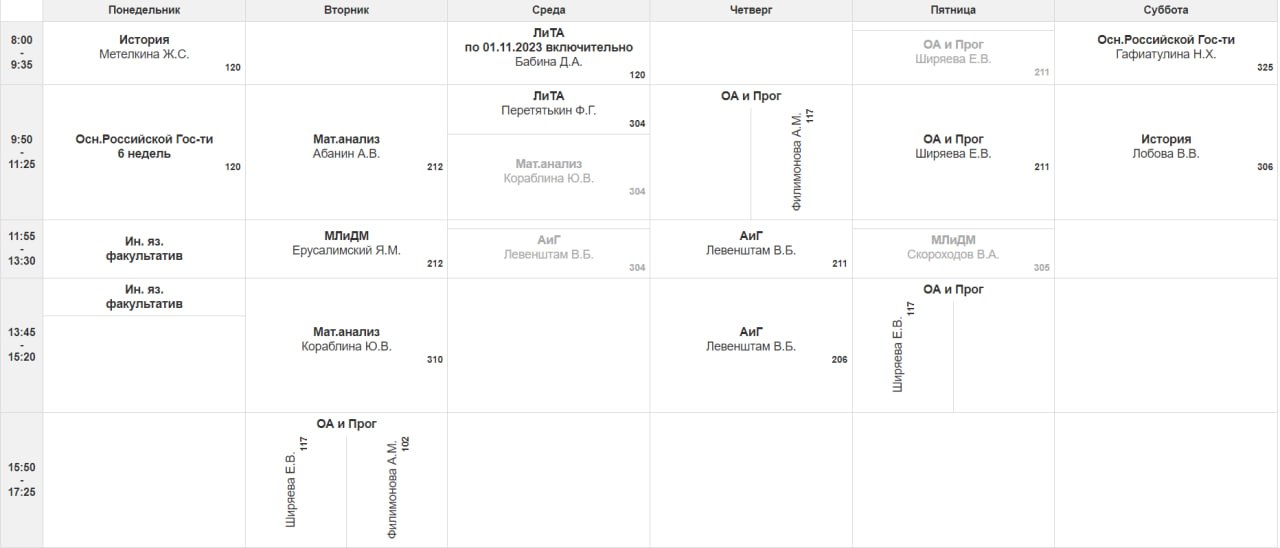 Понедельник
Вторник
Среда
Четверг
Пятница
Суббота
8:00
-
9:35
История
Метелкина Ж.С.
120
ЛиТА
по 01.11.2023 включительно
Бабина Д.А.
120
ОА и Прог
Ширяева Е.В.
211
Осн.Российской Гос-ти
Гафиатулина Н.Х.
325
9:50
-
11:25
Осн.Российской Гос-ти
6 недель
120
Мат.анализ
Абанин А.В.
212
ЛиТА
Перетятькин Ф.Г.
304
Мат.анализ
Кораблина Ю.В.
304
ОА и Прог
Филимонова А.М.
117
ОА и Прог
Ширяева Е.В.
211
История
Лобова В.В.
306
11:55
-
13:30
Ин. яз.
факультатив
МЛиДМ
Ерусалимский Я.М.
212
АиГ
Левенштам В.Б.
304
АиГ
Левенштам В.Б.
211
МЛиДМ
Скороходов В.А.
305
13:45
-
15:20
Ин. яз.
факультатив
Мат.анализ
Кораблина Ю.В.
310
АиГ
Левенштам В.Б.
206
ОА и Прог
Ширяева Е.В.
117
15:50
-
17:25
ОА и Прог
Ширяева Е.В.
117
Филимонова А.М.
102